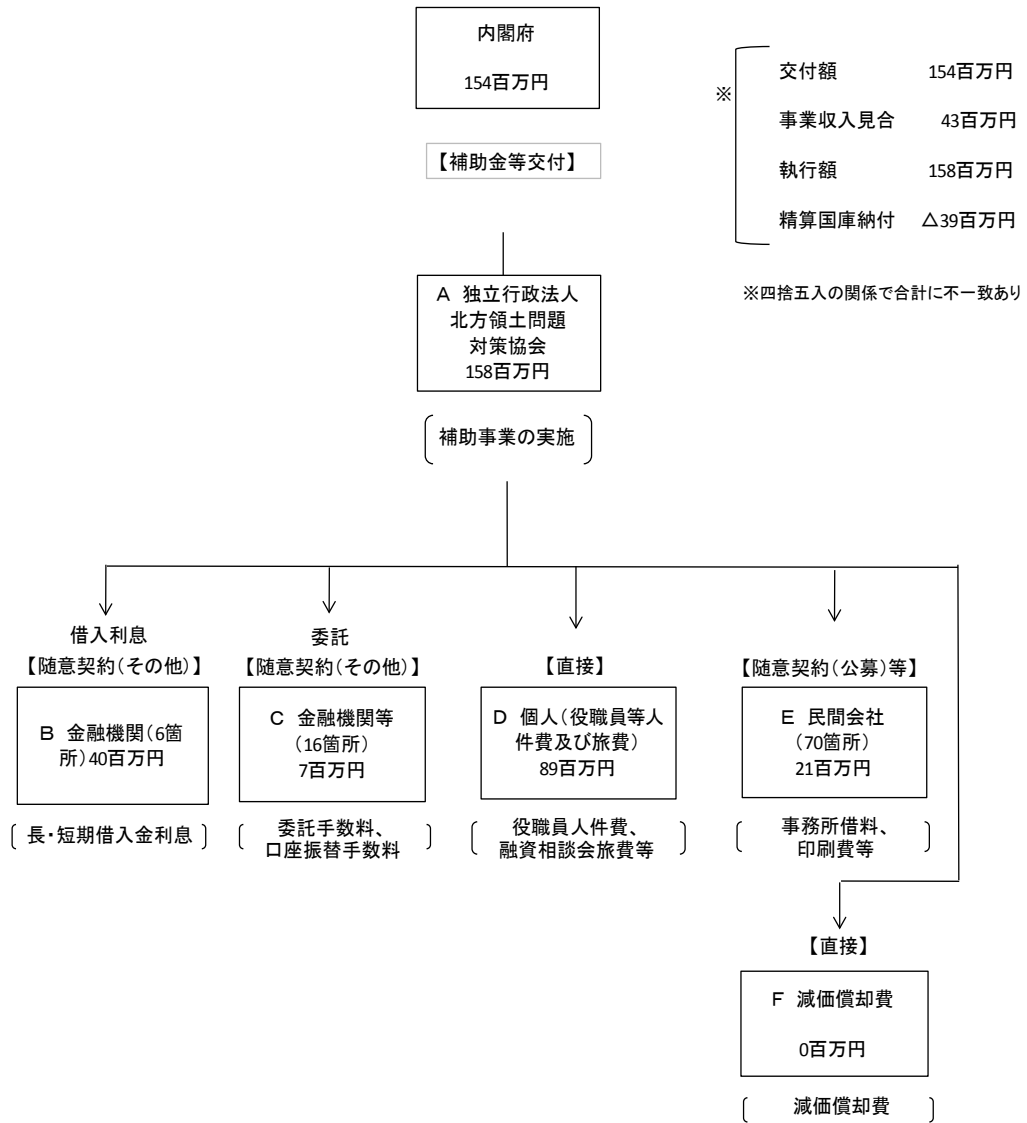 内閣府
154百万円
【補助金等交付】
※
交付額 154百万円
事業収入見合 43百万円
執行額 158百万円
精算国庫納付 △39百万円
※四捨五入の関係で合計に不一致あり
A 独立行政法人
北方領土問題
対策協会
158百万円
補助事業の実施
借入利息
【随意契約(その他)】
B 金融機関(6箇
所)40百万円
長・短期借入金利息
委託
【随意契約(その他)】
C 金融機関等
(16箇所)
7百万円
委託手数料、
口座振替手数料
【直接】
D 個人(役職員等人
件費及び旅費)
89百万円
役職員人件費、
融資相談会旅費等
【随意契約(公募)等】
E 民間会社
(70箇所)
21百万円
事務所借料、
印刷費等
【直接】
F 減価償却費
0百万円
減価償却費